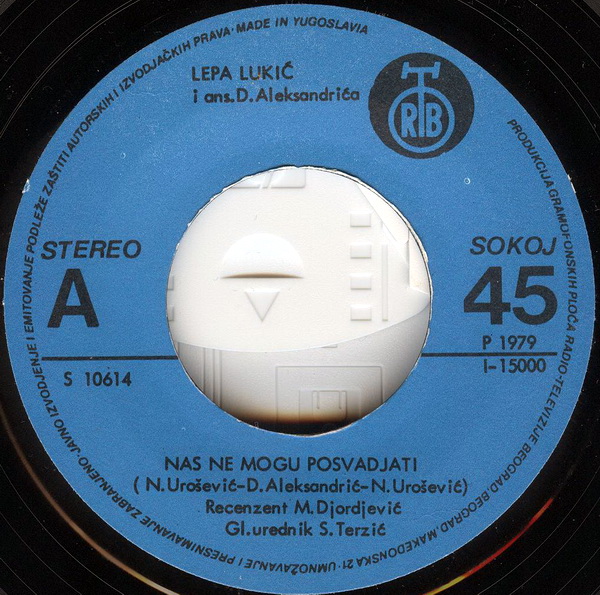 PRODUKCIJA GRAMOFONSKIH PLOČA RADIO-TELEVIZIJE BEOGRAD, BEOGRAD, MAKEDONSKA 21 · UMNOŽAVANJE I PRESNIMAVANJE ZABRANJENO · JAVNO IZVODJENJE I EMITOVANJE PODLEŽE ZAŠTITI AUTORSKIH I IZVODJAČKIH PRAVA · MADE IN YUGOSLAVIA
LEPA LUKIĆ
i ans.D.Aleksandrića
RTB
STEREO
A
SOKOJ
45
P 1979
S 10614
I-15000
NAS NE MOGU POSVADJATI
( N.Urošević-D.Aleksandrić-N.Urošević)
Recenzent M.Djordjević
Gl.urednik S.Terzić